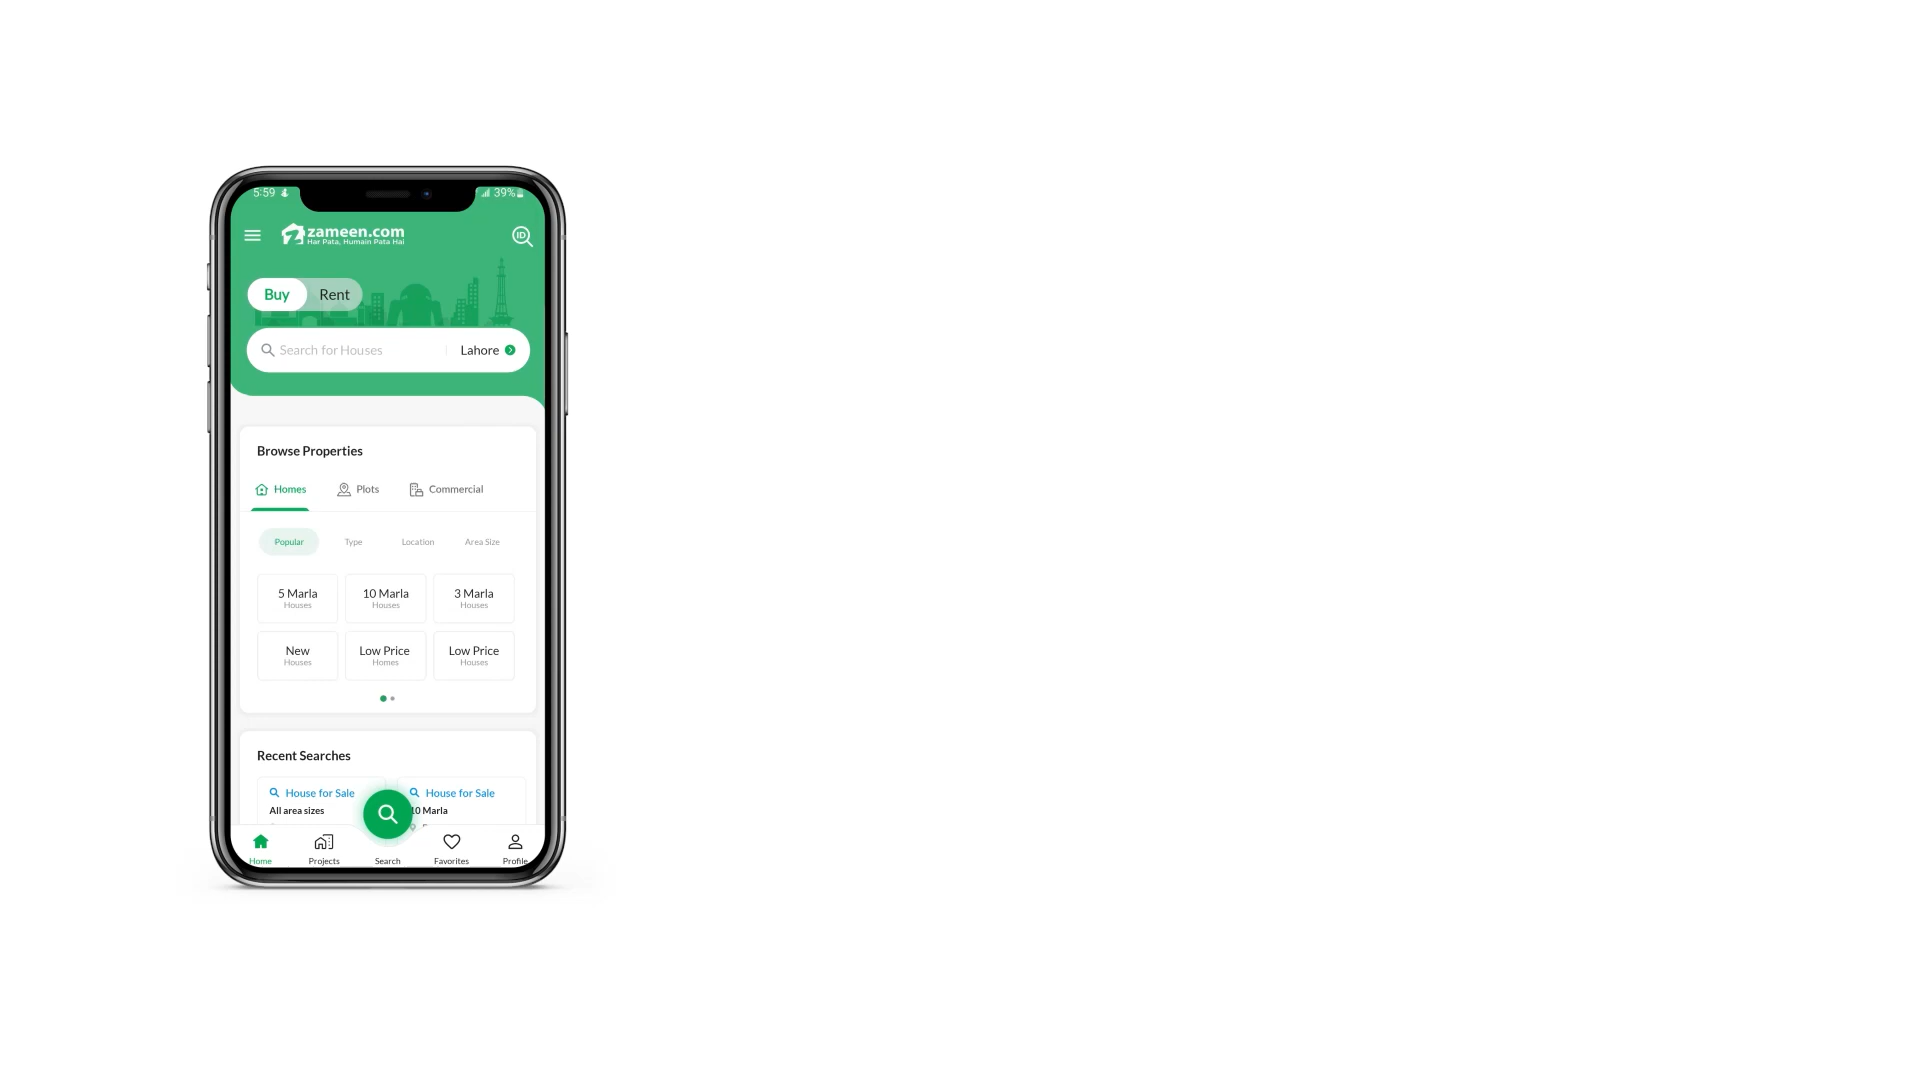 5:59
39%
zameen.com
Har Pata, Humain Pata Hai
ID
Buy Rent
Search for Houses Lahore
Browse Properties
Homes Plots Commercial
Popular Type Location Area Size
5 Marla 10 Marla 3 Marla
Houses Houses Houses
New Low Price Low Price
Houses Homes Houses
Recent Searches
House for Sale House for Sale
All area sizes 10 Marla
Home Projects Search Favorites Profile